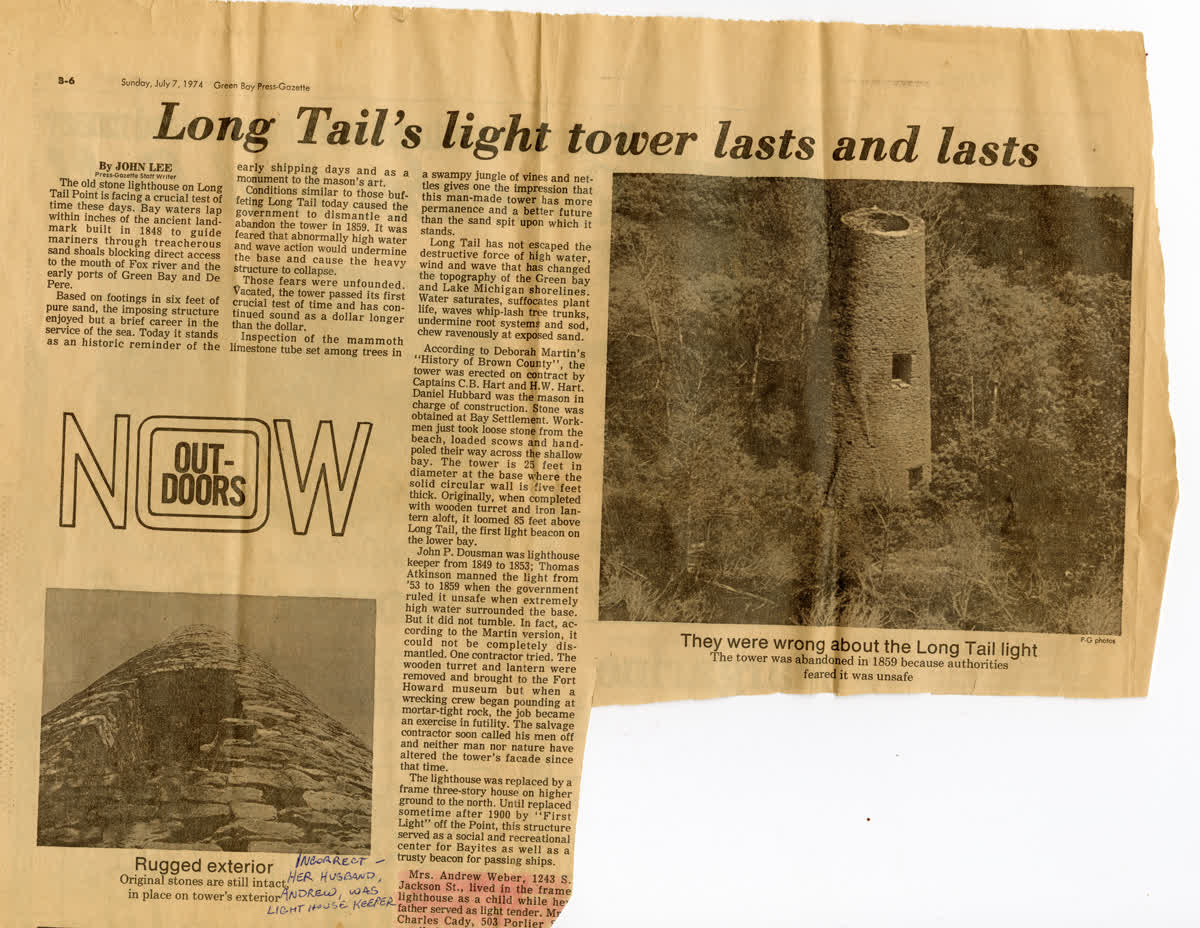 B-6
Sunday, July 7, 1974 Green Bay Press-Gazette
Long Tail's light tower lasts and lasts
By JOHN LEE
Press-Gazette Staff Writer
The old stone lighthouse on Long
Tail Point is facing a crucial test of
time these days. Bay waters lap
within inches of the ancient land-
mark built in 1848 to guide
mariners through treacherous
sand shoals blocking direct access
to the mouth of Fox river and the
early ports of Green Bay and De
Pere.
Based on footings in six feet of
pure sand, the imposing structure
enjoyed but a brief career in the
service of the sea. Today it stands
as an historic reminder of the
early shipping days and as a
monument to the mason's art.
Conditions similar to those buf-
feting Long Tail today caused the
government to dismantle and
abandon the tower in 1859. It was
feared that abnormally high water
and wave action would undermine
the base and cause the heavy
structure to collapse.
Those fears were unfounded.
Vacated, the tower passed its first
crucial test of time and has con-
tinued sound as a dollar longer
than the dollar.
Inspection of the mammoth
limestone tube set among trees in
a swampy jungle of vines and net-
tles gives one the impression that
this man-made tower has more
permanence and a better future
than the sand spit upon which it
stands.
Long Tail has not escaped the
destructive force of high water,
wind and wave that has changed
the topography of the Green bay
and Lake Michigan shorelines.
Water saturates, suffocates plant
life, waves whip-lash tree trunks,
undermine root systems and sod,
chew ravenously at exposed sand.
According to Deborah Martin's
"History of Brown County", the
tower was erected on contract by
Captains C.B. Hart and H.W. Hart.
Daniel Hubbard was the mason in
charge of construction. Stone was
obtained at Bay Settlement. Work-
men just took loose stone from the
beach, loaded scows and hand-
poled their way across the shallow
bay. The tower is 25 feet in
diameter at the base where the
solid circular wall is five feet
thick. Originally, when completed
with wooden turret and iron lan-
tern aloft, it loomed 85 feet above
Long Tail, the first light beacon on
the lower bay.
John P. Dousman was lighthouse
keeper from 1849 to 1853; Thomas
Atkinson manned the light from
'53 to 1859 when the government
ruled it unsafe when extremely
high water surrounded the base.
But it did not tumble. In fact, ac-
cording to the Martin version, it
could not be completely dis-
mantled. One contractor tried. The
wooden turret and lantern were
removed and brought to the Fort
Howard museum but when a
wrecking crew began pounding at
mortar-tight rock, the job became
an exercise in futility. The salvage
contractor soon called his men off
and neither man nor nature have
altered the tower's facade since
that time.
The lighthouse was replaced by a
frame three-story house on higher
ground to the north. Until replaced
sometime after 1900 by "First
Light" off the Point, this structure
served as a social and recreational
center for Bayites as well as a
trusty beacon for passing ships.
Mrs. Andrew Weber, 1243 S.
Jackson St., lived in the frame
lighthouse as a child while he
father served as light tender. M
Charles Cady, 503 Porlier
NOW
OUT-
DOORS
Rugged exterior
Original stones are still intact,
in place on tower's exterior
INCORRECT –
HER HUSBAND,
ANDREW, WAS
LIGHTHOUSE KEEPER
P-G photos
They were wrong about the Long Tail light
The tower was abandoned in 1859 because authorities
feared it was unsafe